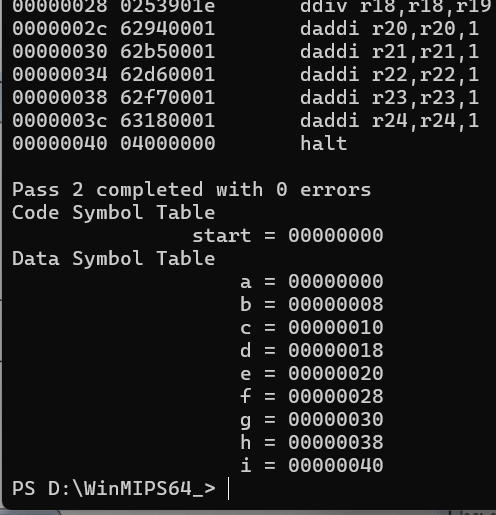 00000028 0253901e ddiv r18,r18,r19
0000002c 62940001 daddi r20,r20,1
00000030 62b50001 daddi r21,r21,1
00000034 62d60001 daddi r22,r22,1
00000038 62f70001 daddi r23,r23,1
0000003c 63180001 daddi r24,r24,1
00000040 04000000 halt
Pass 2 completed with 0 errors
Code Symbol Table
start = 00000000
Data Symbol Table
a = 00000000
b = 00000008
c = 00000010
d = 00000018
e = 00000020
f = 00000028
g = 00000030
h = 00000038
i = 00000040
PS D:\WinMIPS64_>